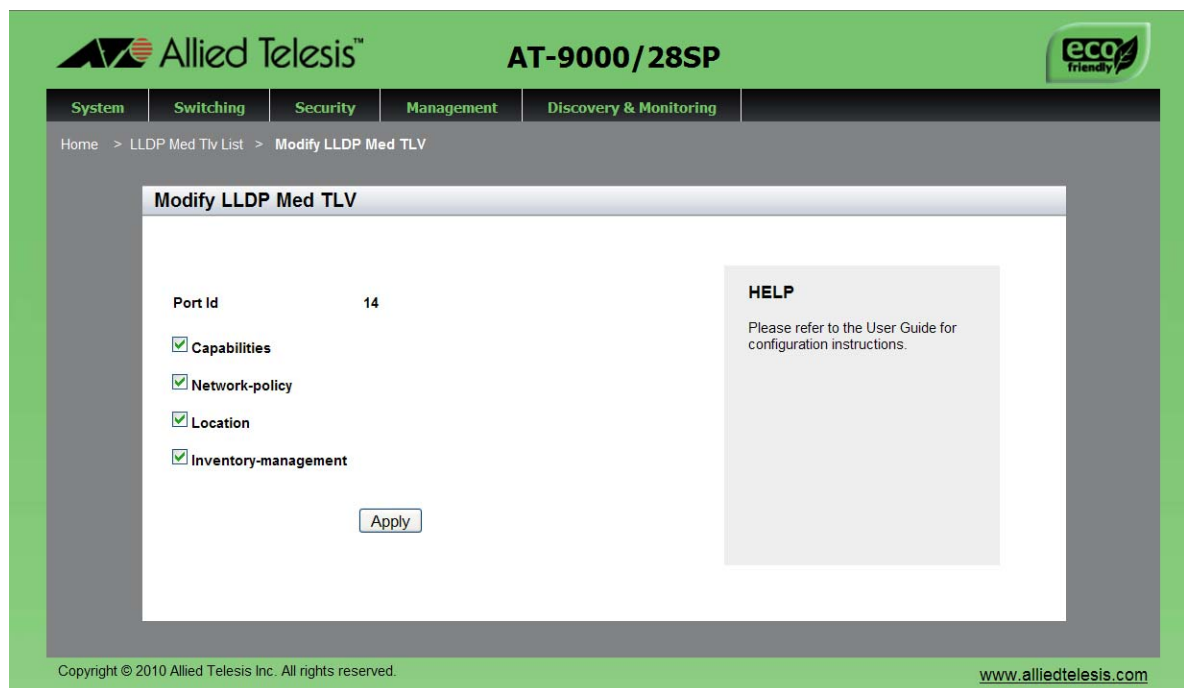 Allied Telesis™
AT-9000/28SP
eco
friendly
System Switching Security Management Discovery & Monitoring
Home > LLDP Med Tlv List > Modify LLDP Med TLV
Modify LLDP Med TLV
Port Id 14
Capabilities
Network-policy
Location
Inventory-management
Apply
HELP
Please refer to the User Guide for
configuration instructions.
Copyright © 2010 Allied Telesis Inc. All rights reserved.
www.alliedtelesis.com